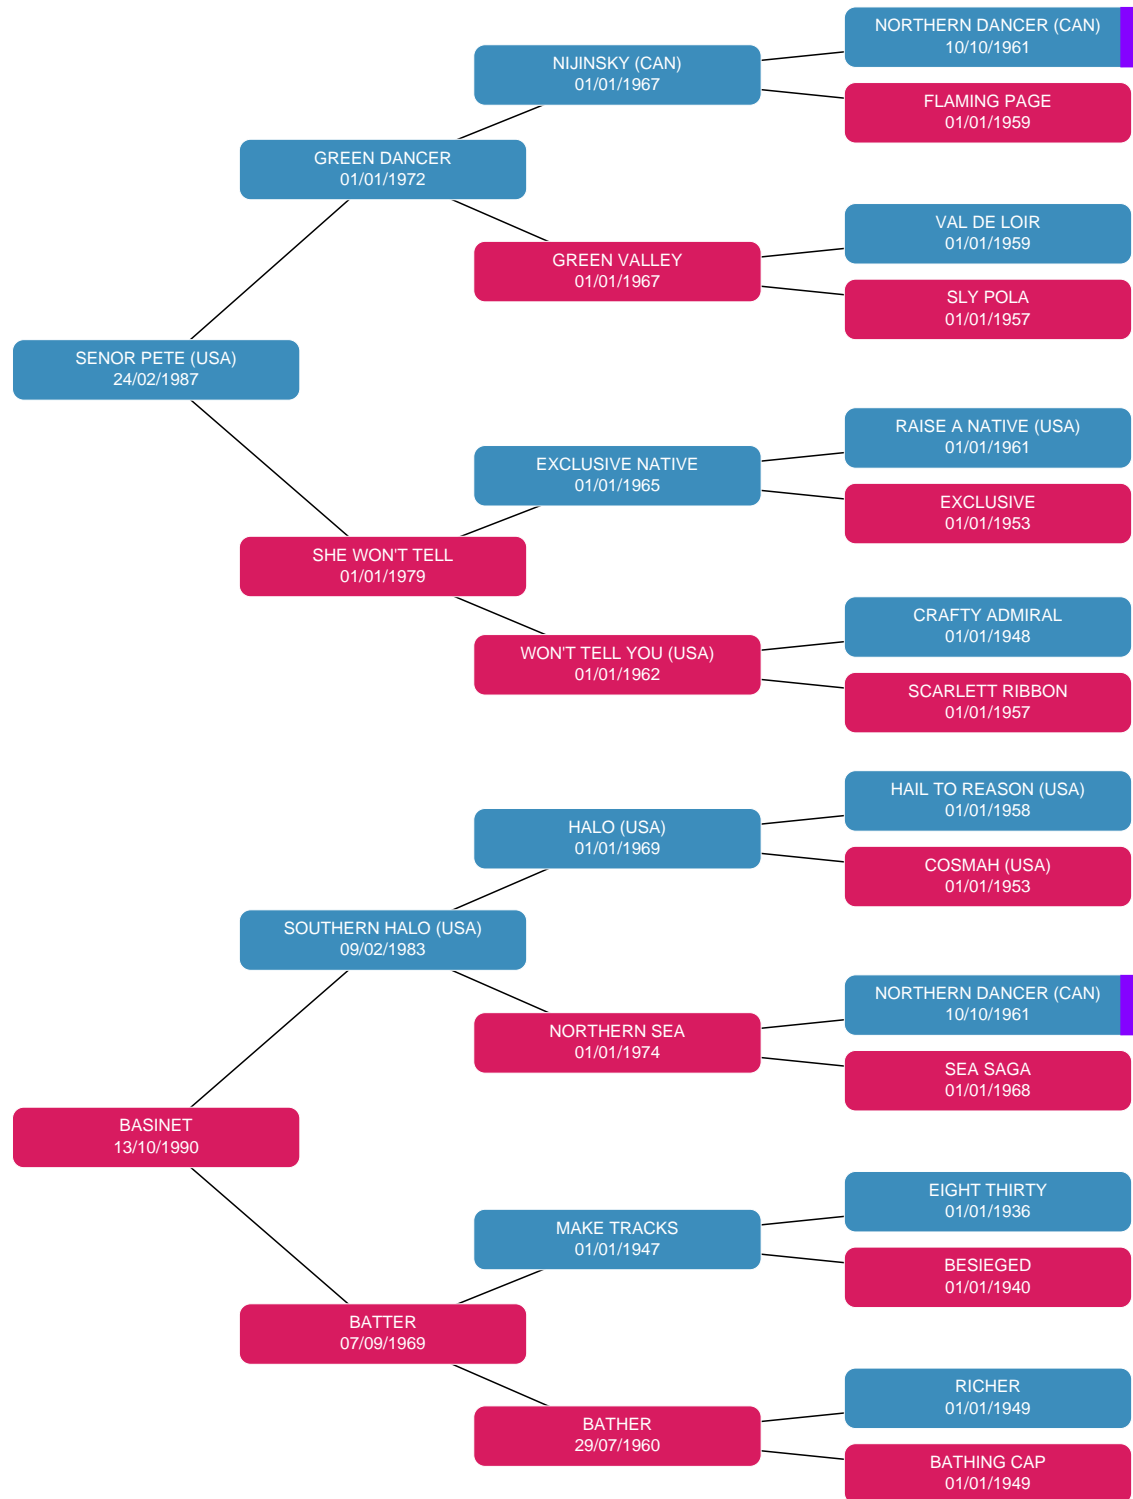 NORTHERN DANCER (CAN)
10/10/1961
NIJINSKY (CAN)
01/01/1967
FLAMING PAGE
01/01/1959
GREEN DANCER
01/01/1972
VAL DE LOIR
01/01/1959
GREEN VALLEY
01/01/1967
SLY POLA
01/01/1957
SENOR PETE (USA)
24/02/1987
RAISE A NATIVE (USA)
01/01/1961
EXCLUSIVE NATIVE
01/01/1965
EXCLUSIVE
01/01/1953
SHE WON'T TELL
01/01/1979
CRAFTY ADMIRAL
01/01/1948
WON'T TELL YOU (USA)
01/01/1962
SCARLETT RIBBON
01/01/1957
HAIL TO REASON (USA)
01/01/1958
HALO (USA)
01/01/1969
COSMAH (USA)
01/01/1953
SOUTHERN HALO (USA)
09/02/1983
NORTHERN DANCER (CAN)
10/10/1961
NORTHERN SEA
01/01/1974
SEA SAGA
01/01/1968
BASINET
13/10/1990
EIGHT THIRTY
01/01/1936
MAKE TRACKS
01/01/1947
BESIEGED
01/01/1940
BATTER
07/09/1969
RICHER
01/01/1949
BATHER
29/07/1960
BATHING CAP
01/01/1949